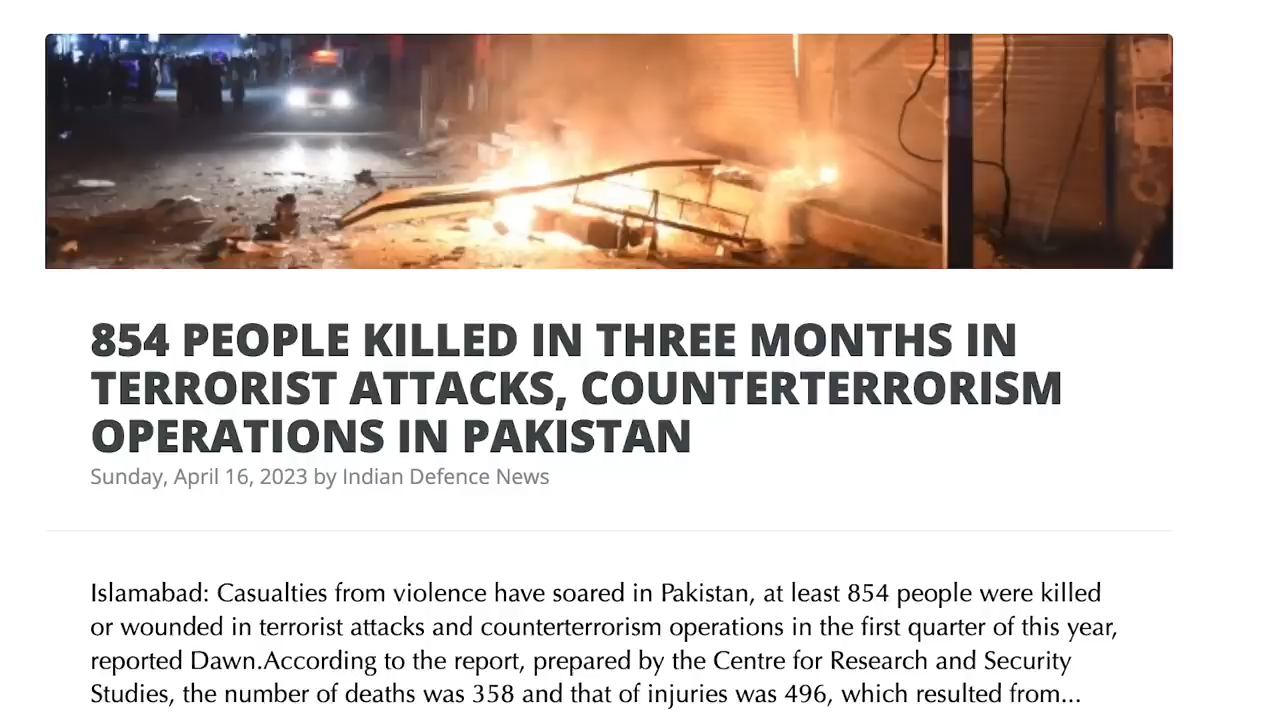 854 PEOPLE KILLED IN THREE MONTHS IN
TERRORIST ATTACKS, COUNTERTERRORISM
OPERATIONS IN PAKISTAN
Sunday, April 16, 2023 by Indian Defence News
Islamabad: Casualties from violence have soared in Pakistan, at least 854 people were killed
or wounded in terrorist attacks and counterterrorism operations in the first quarter of this year,
reported Dawn.According to the report, prepared by the Centre for Research and Security
Studies, the number of deaths was 358 and that of injuries was 496, which resulted from...